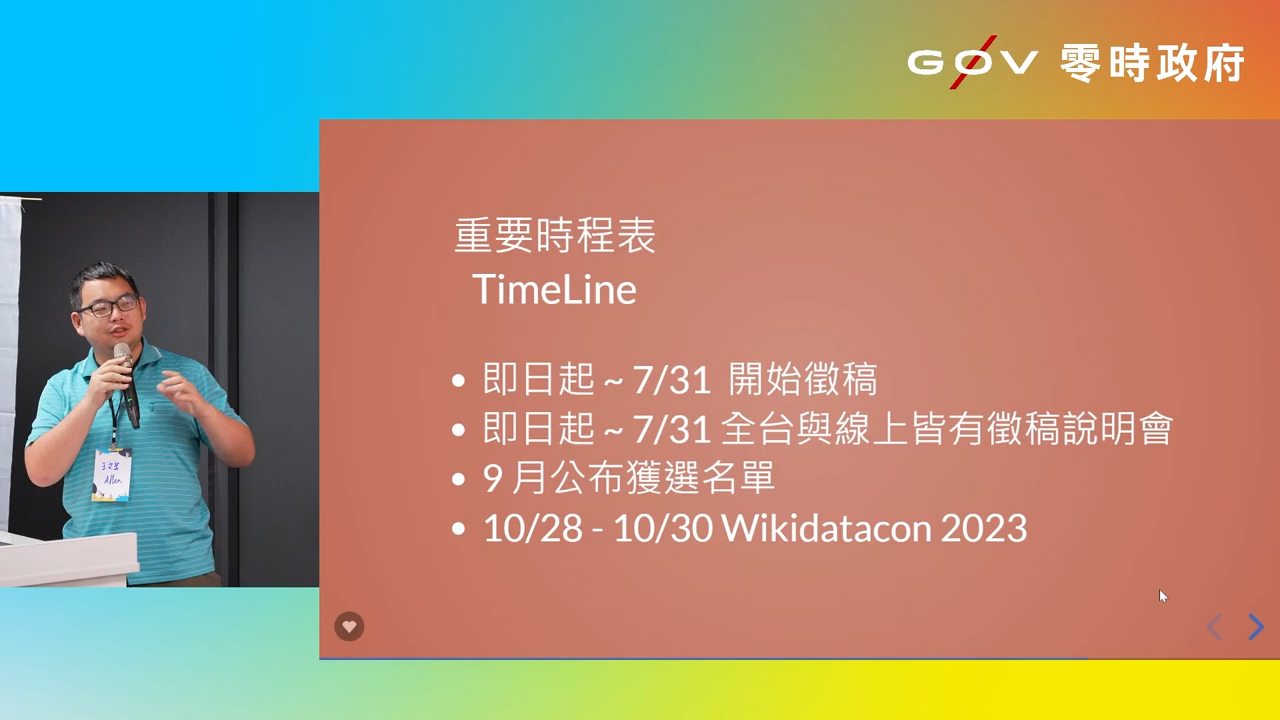 G0V 零時政府
重要時程表
TimeLine
即日起 ~ 7/31 開始徵稿
即日起 ~ 7/31 全台與線上皆有徵稿說明會
9 月公布獲選名單
10/28 - 10/30 Wikidatacon 2023
Allen